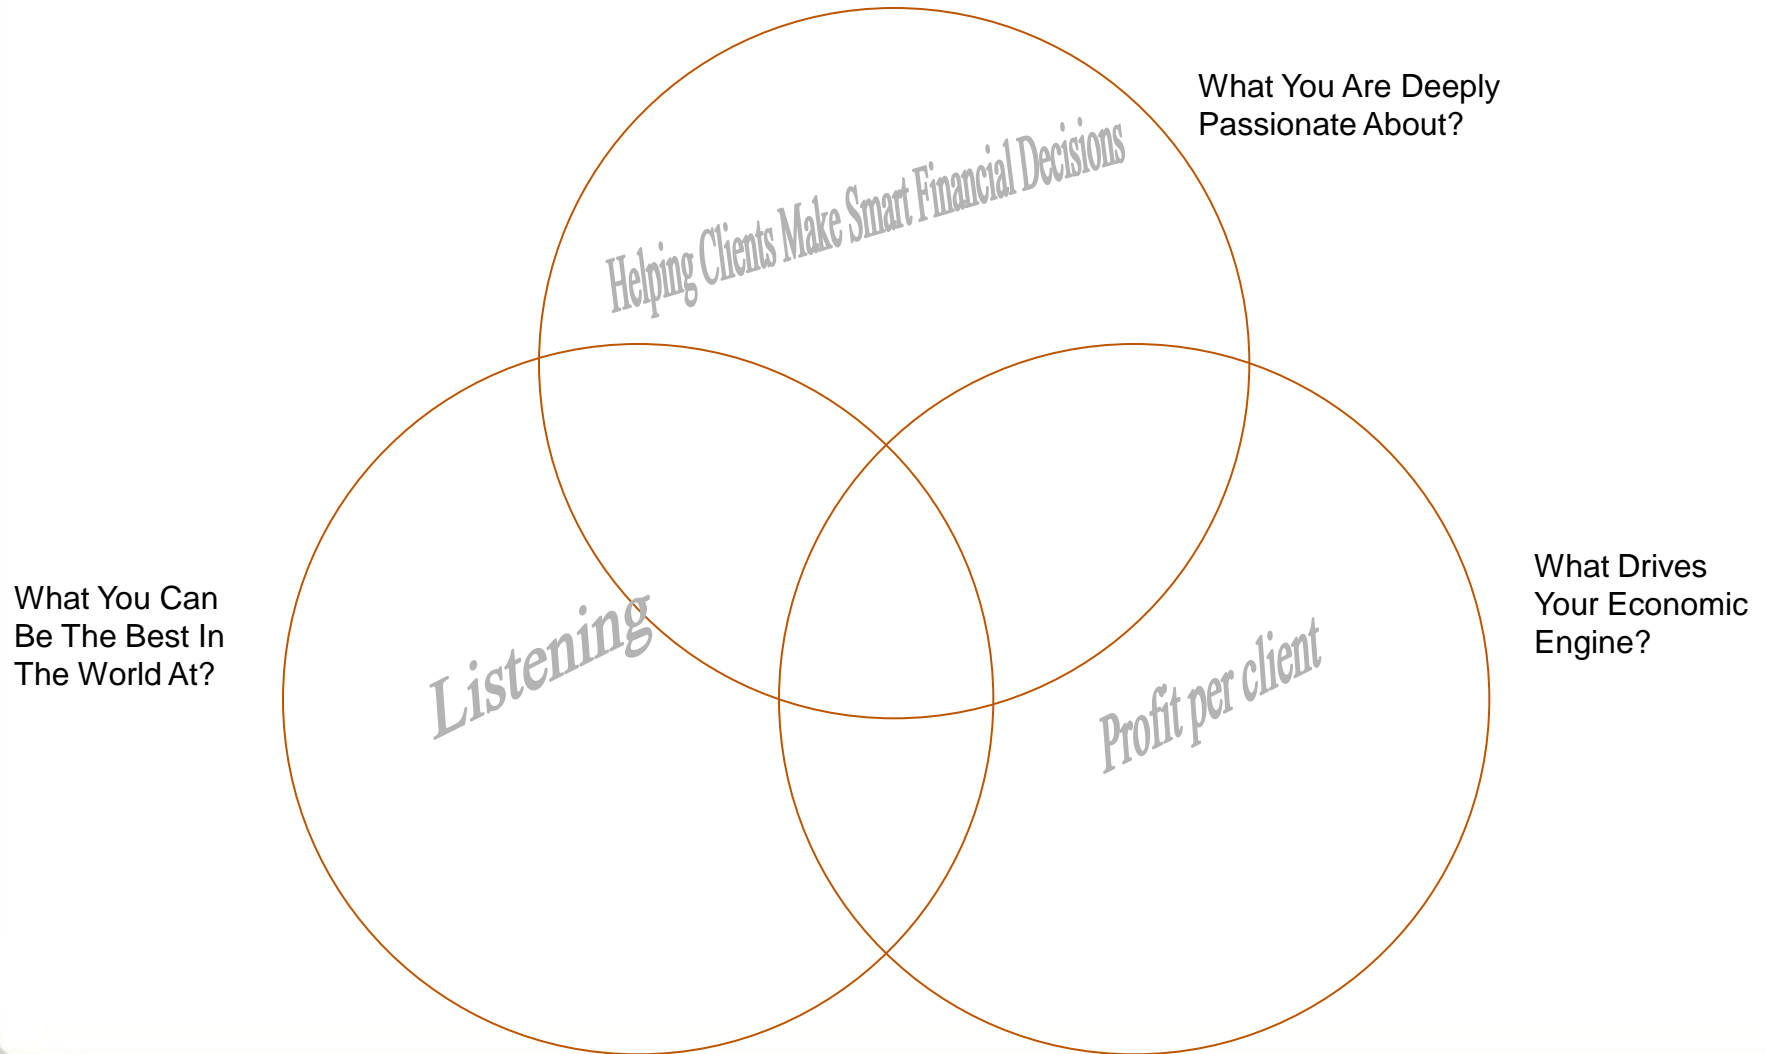 What You Are Deeply
Passionate About?
Helping Clients Make Smart Financial Decisions
What You Can
Be The Best In
The World At?
Listening
What Drives
Your Economic
Engine?
Profit per client